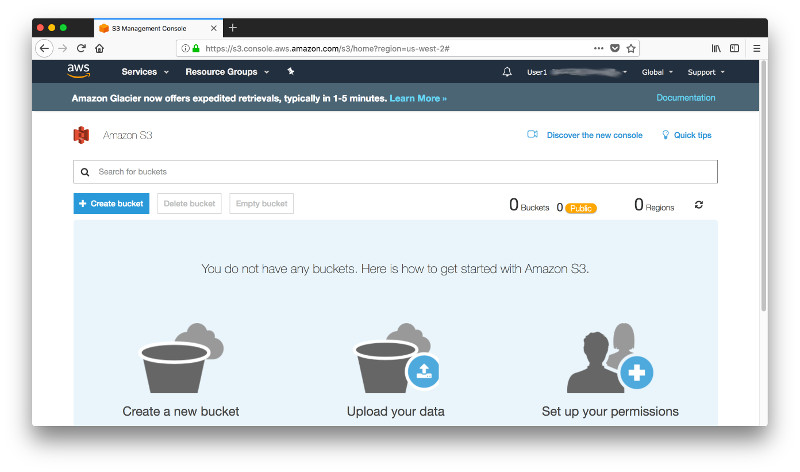 S3 Management Console
https://s3.console.aws.amazon.com/s3/home?region=us-west-2#
aws Services Resource Groups User1 Global Support
Amazon Glacier now offers expedited retrievals, typically in 1-5 minutes. Learn More » Documentation
Amazon S3 Discover the new console Quick tips
Search for buckets
Create bucket Delete bucket Empty bucket 0 Buckets 0 Public 0 Regions
You do not have any buckets. Here is how to get started with Amazon S3.
Create a new bucket Upload your data Set up your permissions